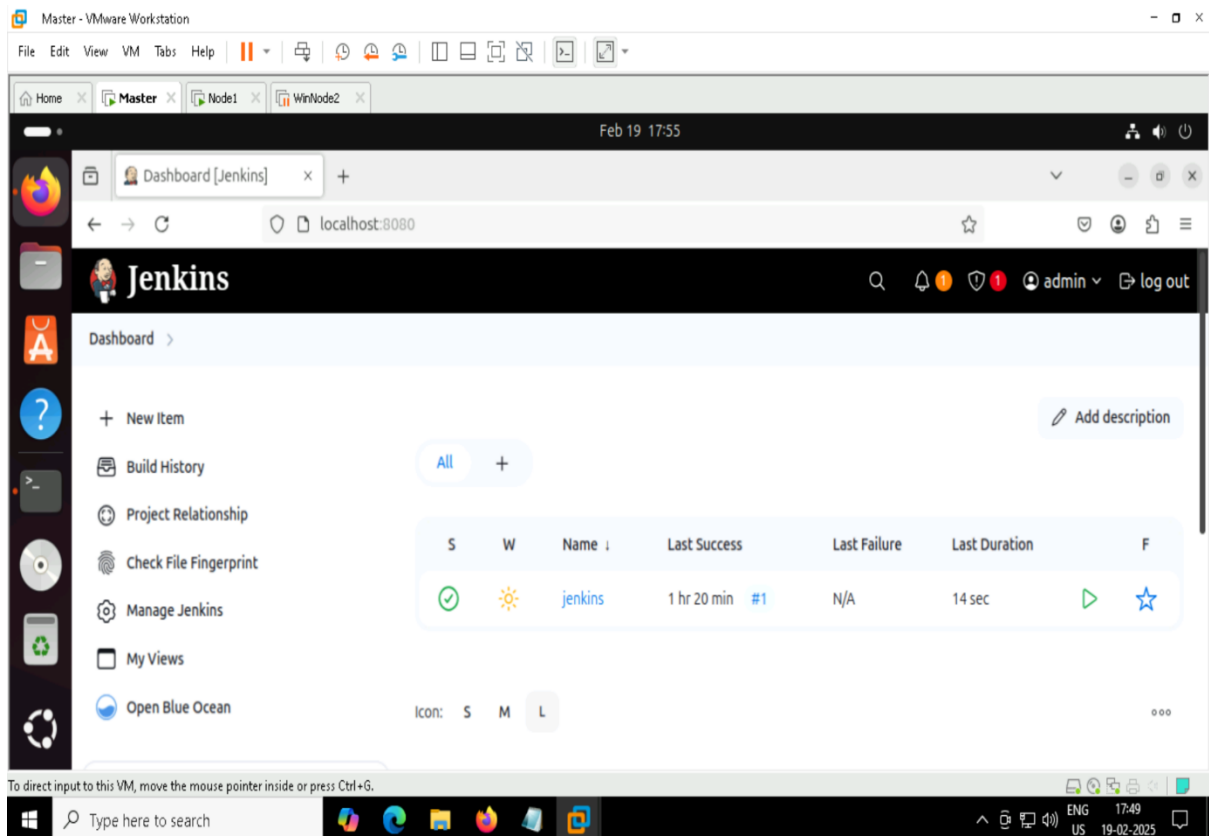 Master - VMware Workstation
File Edit View VM Tabs Help
Home Master Node1 WinNode2
Feb 19 17:55
Dashboard [Jenkins]
localhost:8080
Jenkins 1 1 admin log out
Dashboard
New Item
Add description
Build History
All +
Project Relationship
S W Name ↓ Last Success Last Failure Last Duration F
Check File Fingerprint
jenkins 1 hr 20 min #1 N/A 14 sec
Manage Jenkins
My Views
Open Blue Ocean
Icon: S M L
To direct input to this VM, move the mouse pointer inside or press Ctrl+G.
Type here to search
ENG 17:49
US 19-02-2025